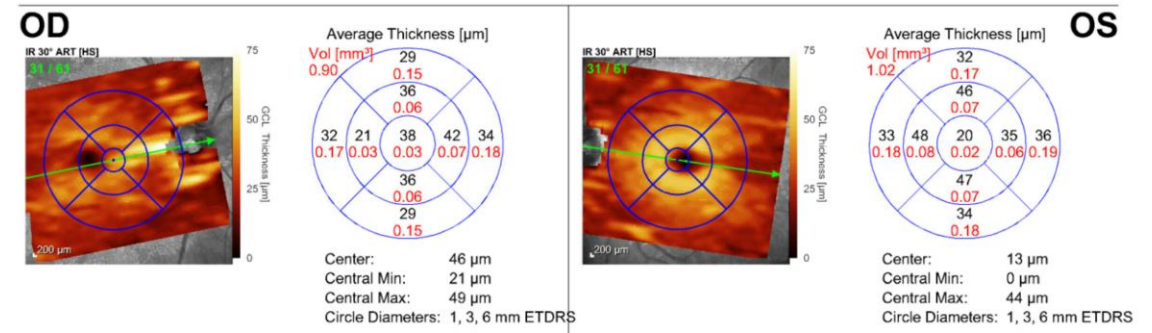 OD
IR 30° ART [HS]
31 / 61
200 µm
75
50
25
0
GCL Thickness [µm]
Average Thickness [µm]
Vol [mm³]
0.90
29
0.15
36
0.06
32 21 38 42 34
0.17 0.03 0.03 0.07 0.18
36
0.06
29
0.15
Center: 46 µm
Central Min: 21 µm
Central Max: 49 µm
Circle Diameters: 1, 3, 6 mm ETDRS
OS
IR 30° ART [HS]
31 / 61
200 µm
75
50
25
0
GCL Thickness [µm]
Average Thickness [µm]
Vol [mm³]
1.02
32
0.17
46
0.07
33 48 20 35 36
0.18 0.08 0.02 0.06 0.19
47
0.07
34
0.18
Center: 13 µm
Central Min: 0 µm
Central Max: 44 µm
Circle Diameters: 1, 3, 6 mm ETDRS